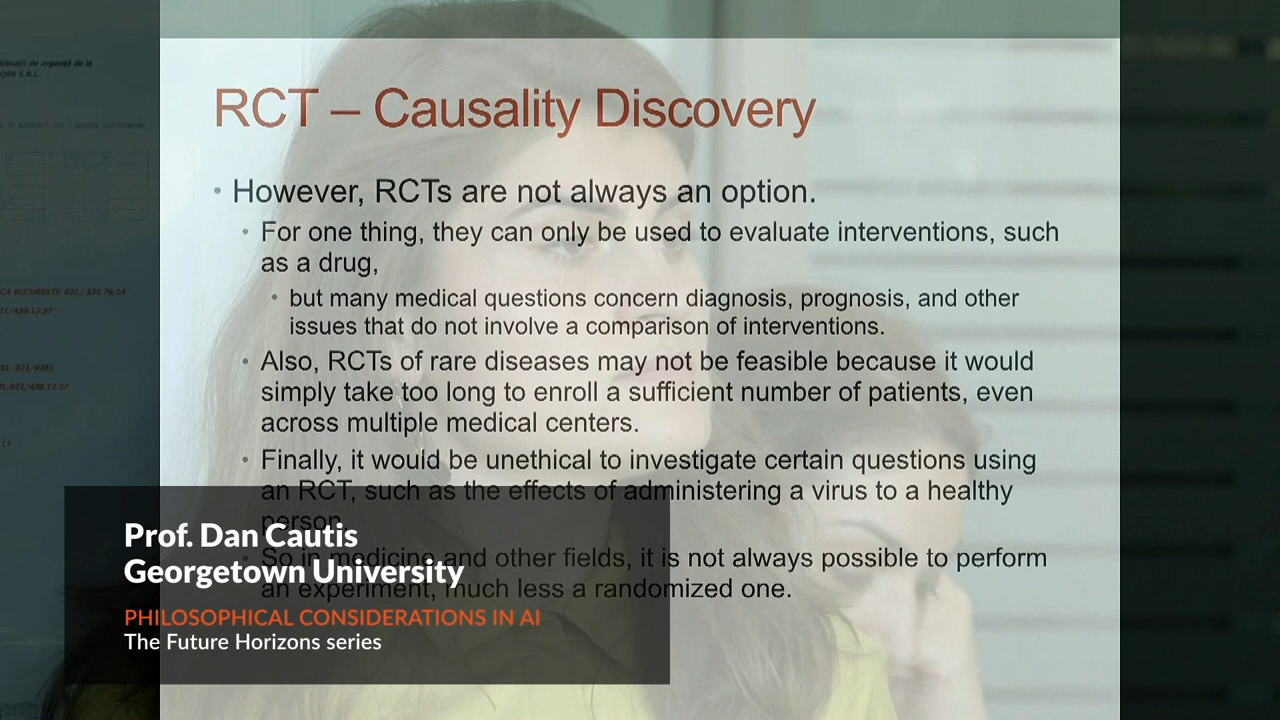 Situații de urgență de la
RCT – Causality Discovery
• However, RCTs are not always an option.
• For one thing, they can only be used to evaluate interventions, such
as a drug,
• but many medical questions concern diagnosis, prognosis, and other
issues that do not involve a comparison of interventions.
• Also, RCTs of rare diseases may not be feasible because it would
simply take too long to enroll a sufficient number of patients, even
across multiple medical centers.
• Finally, it would be unethical to investigate certain questions using
an RCT, such as the effects of administering a virus to a healthy
person.
• So in medicine and other fields, it is not always possible to perform
an experiment, much less a randomized one.
Prof. Dan Cautis
Georgetown University
PHILOSOPHICAL CONSIDERATIONS IN AI
The Future Horizons series